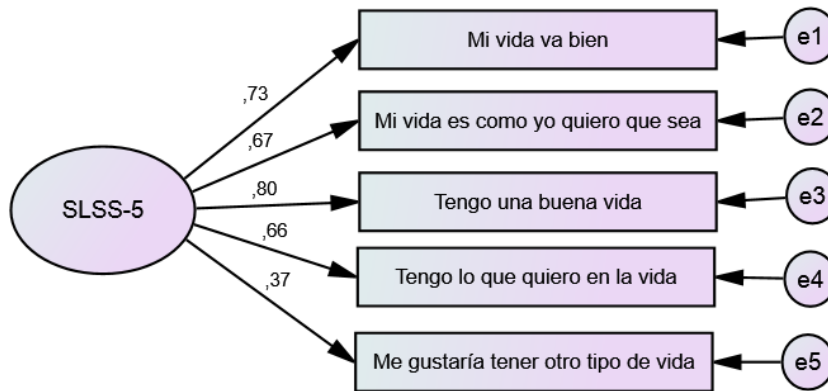 Mi vida va bien
e1
,73
Mi vida es como yo quiero que sea
e2
,67
SLSS-5
,80
Tengo una buena vida
e3
,66
Tengo lo que quiero en la vida
e4
,37
Me gustaría tener otro tipo de vida
e5